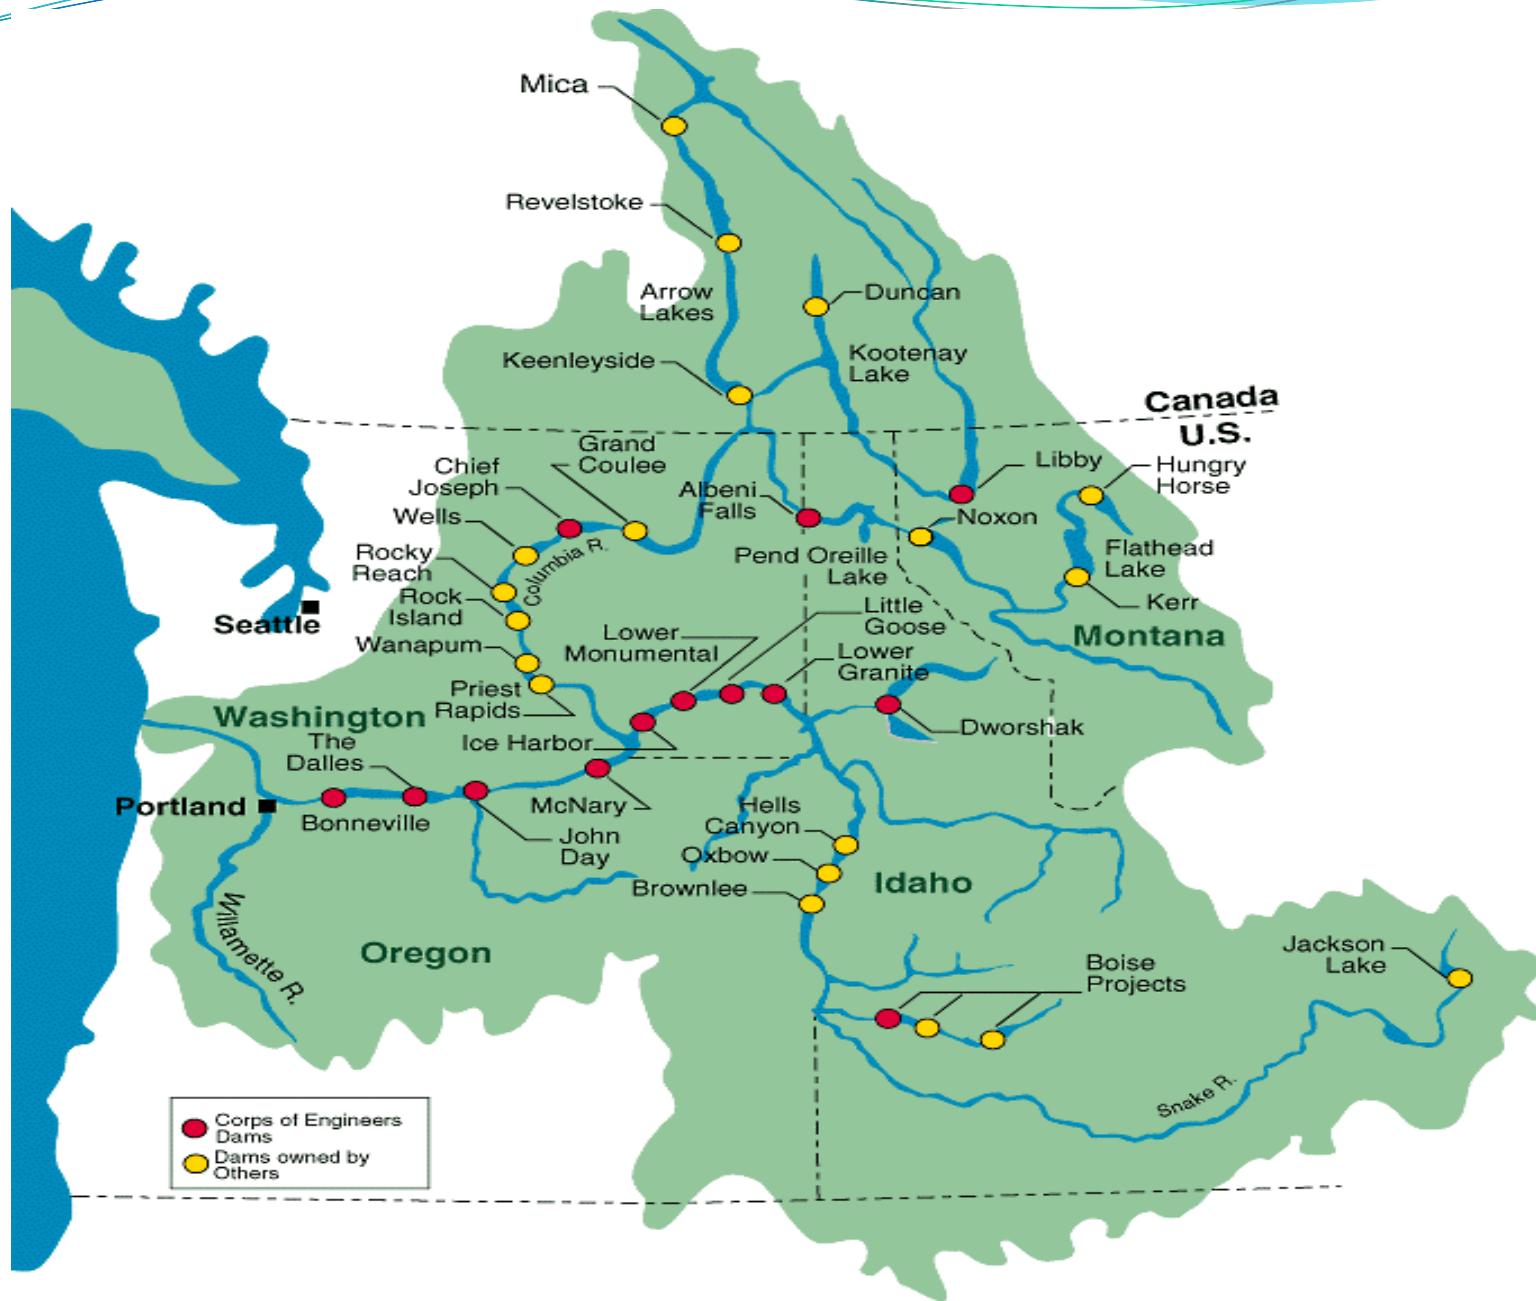 Mica
Revelstoke
Arrow
Lakes
Duncan
Keenleyside
Kootenay
Lake
Canada
U.S.
Grand
Coulee
Chief
Joseph
Albeni
Falls
Libby
Hungry
Horse
Wells
Noxon
Columbia R.
Rocky
Reach
Pend Oreille
Lake
Flathead
Lake
Rock
Island
Kerr
Seattle
Wanapum
Lower
Monumental
Little
Goose
Montana
Lower
Granite
Priest
Rapids
Washington
Dworshak
Ice Harbor
The
Dalles
Portland
Bonneville
McNary
John
Day
Hells
Canyon
Oxbow
Brownlee
Idaho
Willamette R.
Oregon
Boise
Projects
Jackson
Lake
Snake R.
Corps of Engineers
Dams
Dams owned by
Others